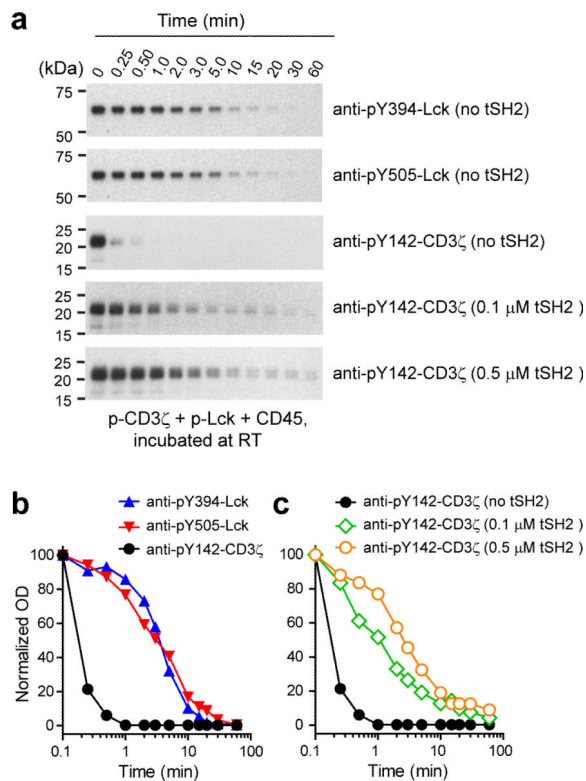 a
Time (min)
(kDa) 0 0.25 0.50 1.0 2.0 3.0 5.0 10 15 20 30 60
75
50
anti-pY394-Lck (no tSH2)
75
50
anti-pY505-Lck (no tSH2)
25
20
15
anti-pY142-CD3ζ (no tSH2)
25
20
15
anti-pY142-CD3ζ (0.1 μM tSH2 )
25
20
15
anti-pY142-CD3ζ (0.5 μM tSH2 )
p-CD3ζ + p-Lck + CD45,
incubated at RT
b
anti-pY394-Lck
anti-pY505-Lck
anti-pY142-CD3ζ
Normalized OD
100
80
60
40
20
0
0.1 1 10 100
Time (min)
c
anti-pY142-CD3ζ (no tSH2)
anti-pY142-CD3ζ (0.1 μM tSH2 )
anti-pY142-CD3ζ (0.5 μM tSH2 )
100
80
60
40
20
0
0.1 1 10 100
Time (min)